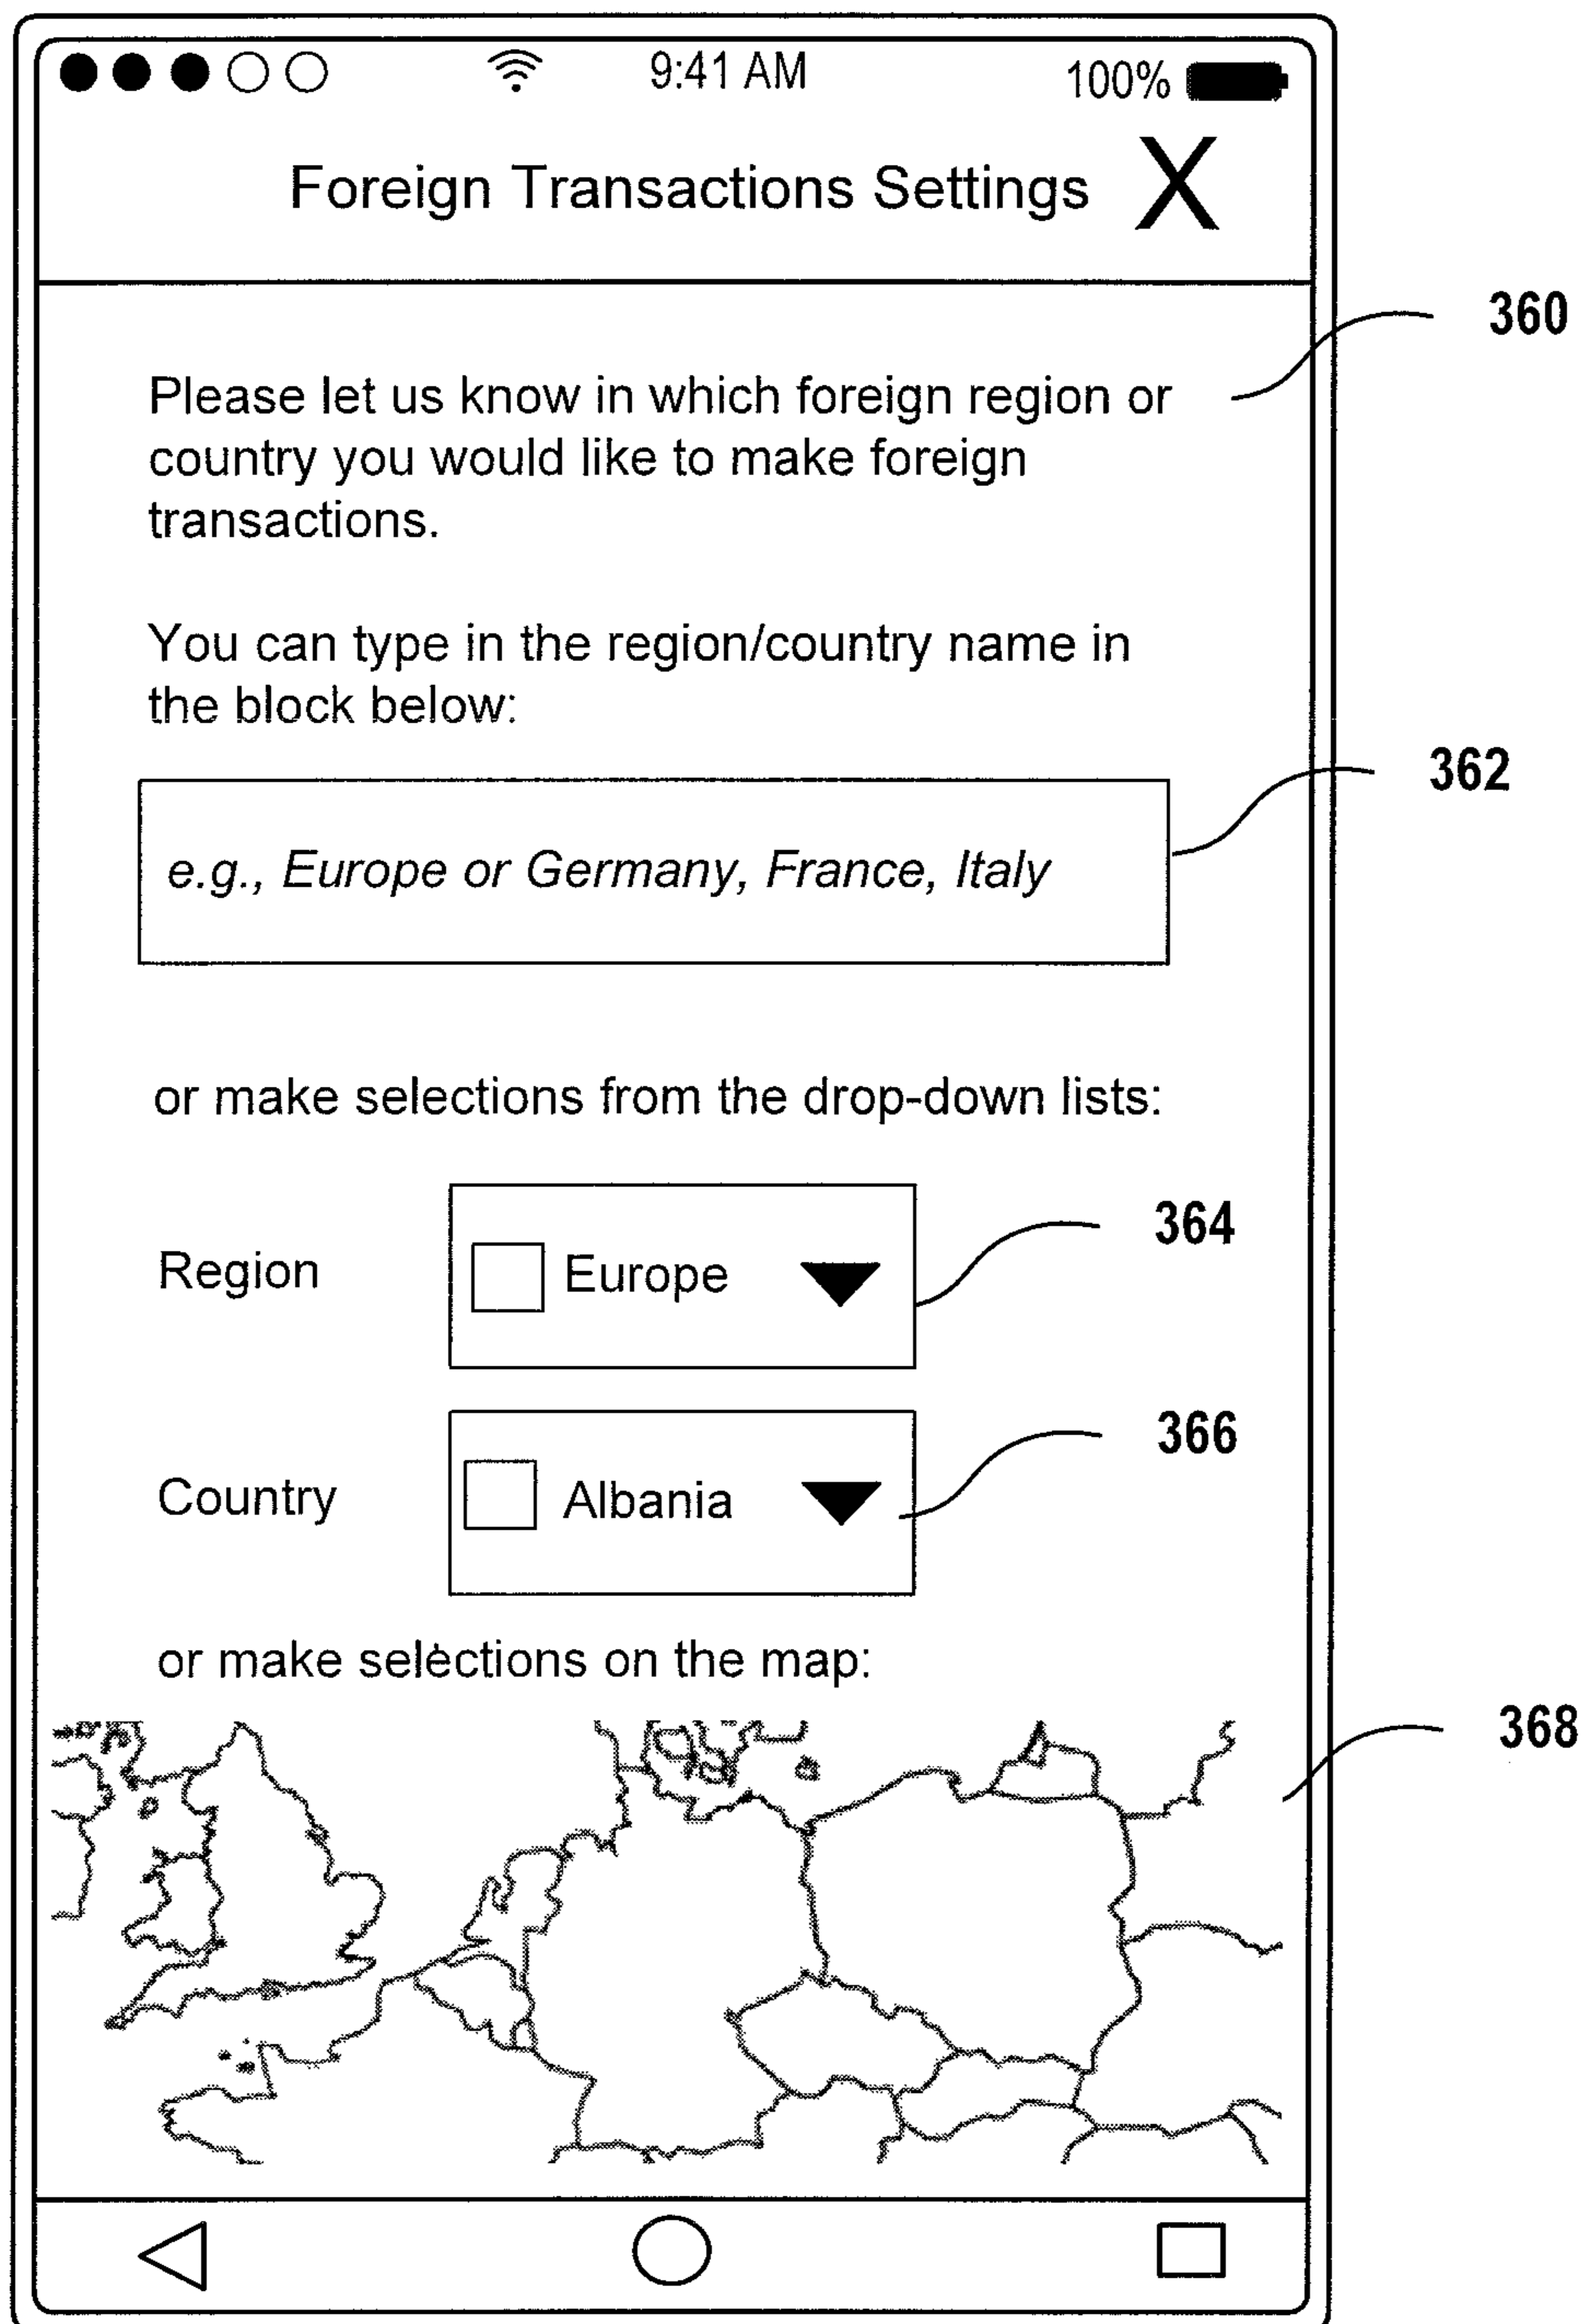 9:41 AM
100%
Foreign Transactions Settings X
360
Please let us know in which foreign region or
country you would like to make foreign
transactions.
You can type in the region/country name in
the block below:
362
e.g., Europe or Germany, France, Italy
or make selections from the drop-down lists:
364
Region
Europe
366
Country
Albania
or make selections on the map:
368